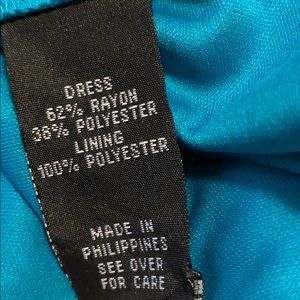 DRESS
62% RAYON
38% POLYESTER
LINING
100% POLYESTER
MADE IN
PHILIPPINES
SEE OVER
FOR CARE